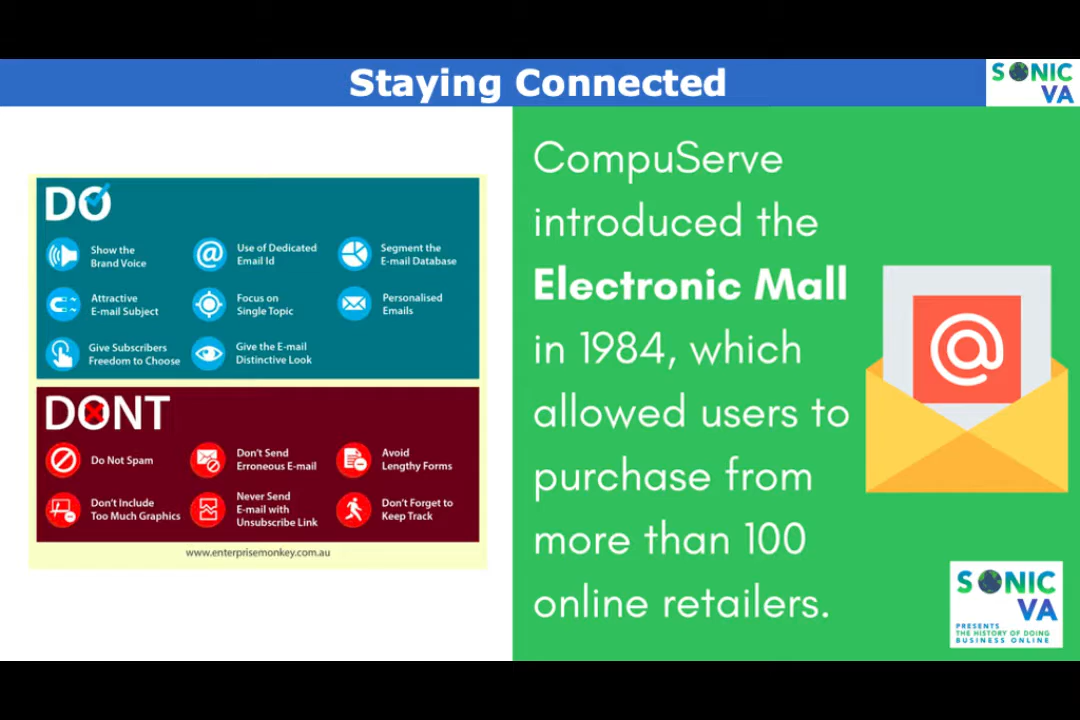 Staying Connected
SONIC
VA
DO
Show the
Brand Voice
Use of Dedicated
Email Id
Segment the
E-mail Database
Attractive
E-mail Subject
Focus on
Single Topic
Personalised
Emails
Give Subscribers
Freedom to Choose
Give the E-mail
Distinctive Look
DONT
Do Not Spam
Don't Send
Erroneous E-mail
Avoid
Lengthy Forms
Don't Include
Too Much Graphics
Never Send
E-mail with
Unsubscribe Link
Don't Forget to
Keep Track
www.enterprisemonkey.com.au
CompuServe
introduced the
Electronic Mall
in 1984, which
allowed users to
purchase from
more than 100
online retailers.
@
SONIC
VA
PRESENTS
THE HISTORY OF DOING
BUSINESS ONLINE